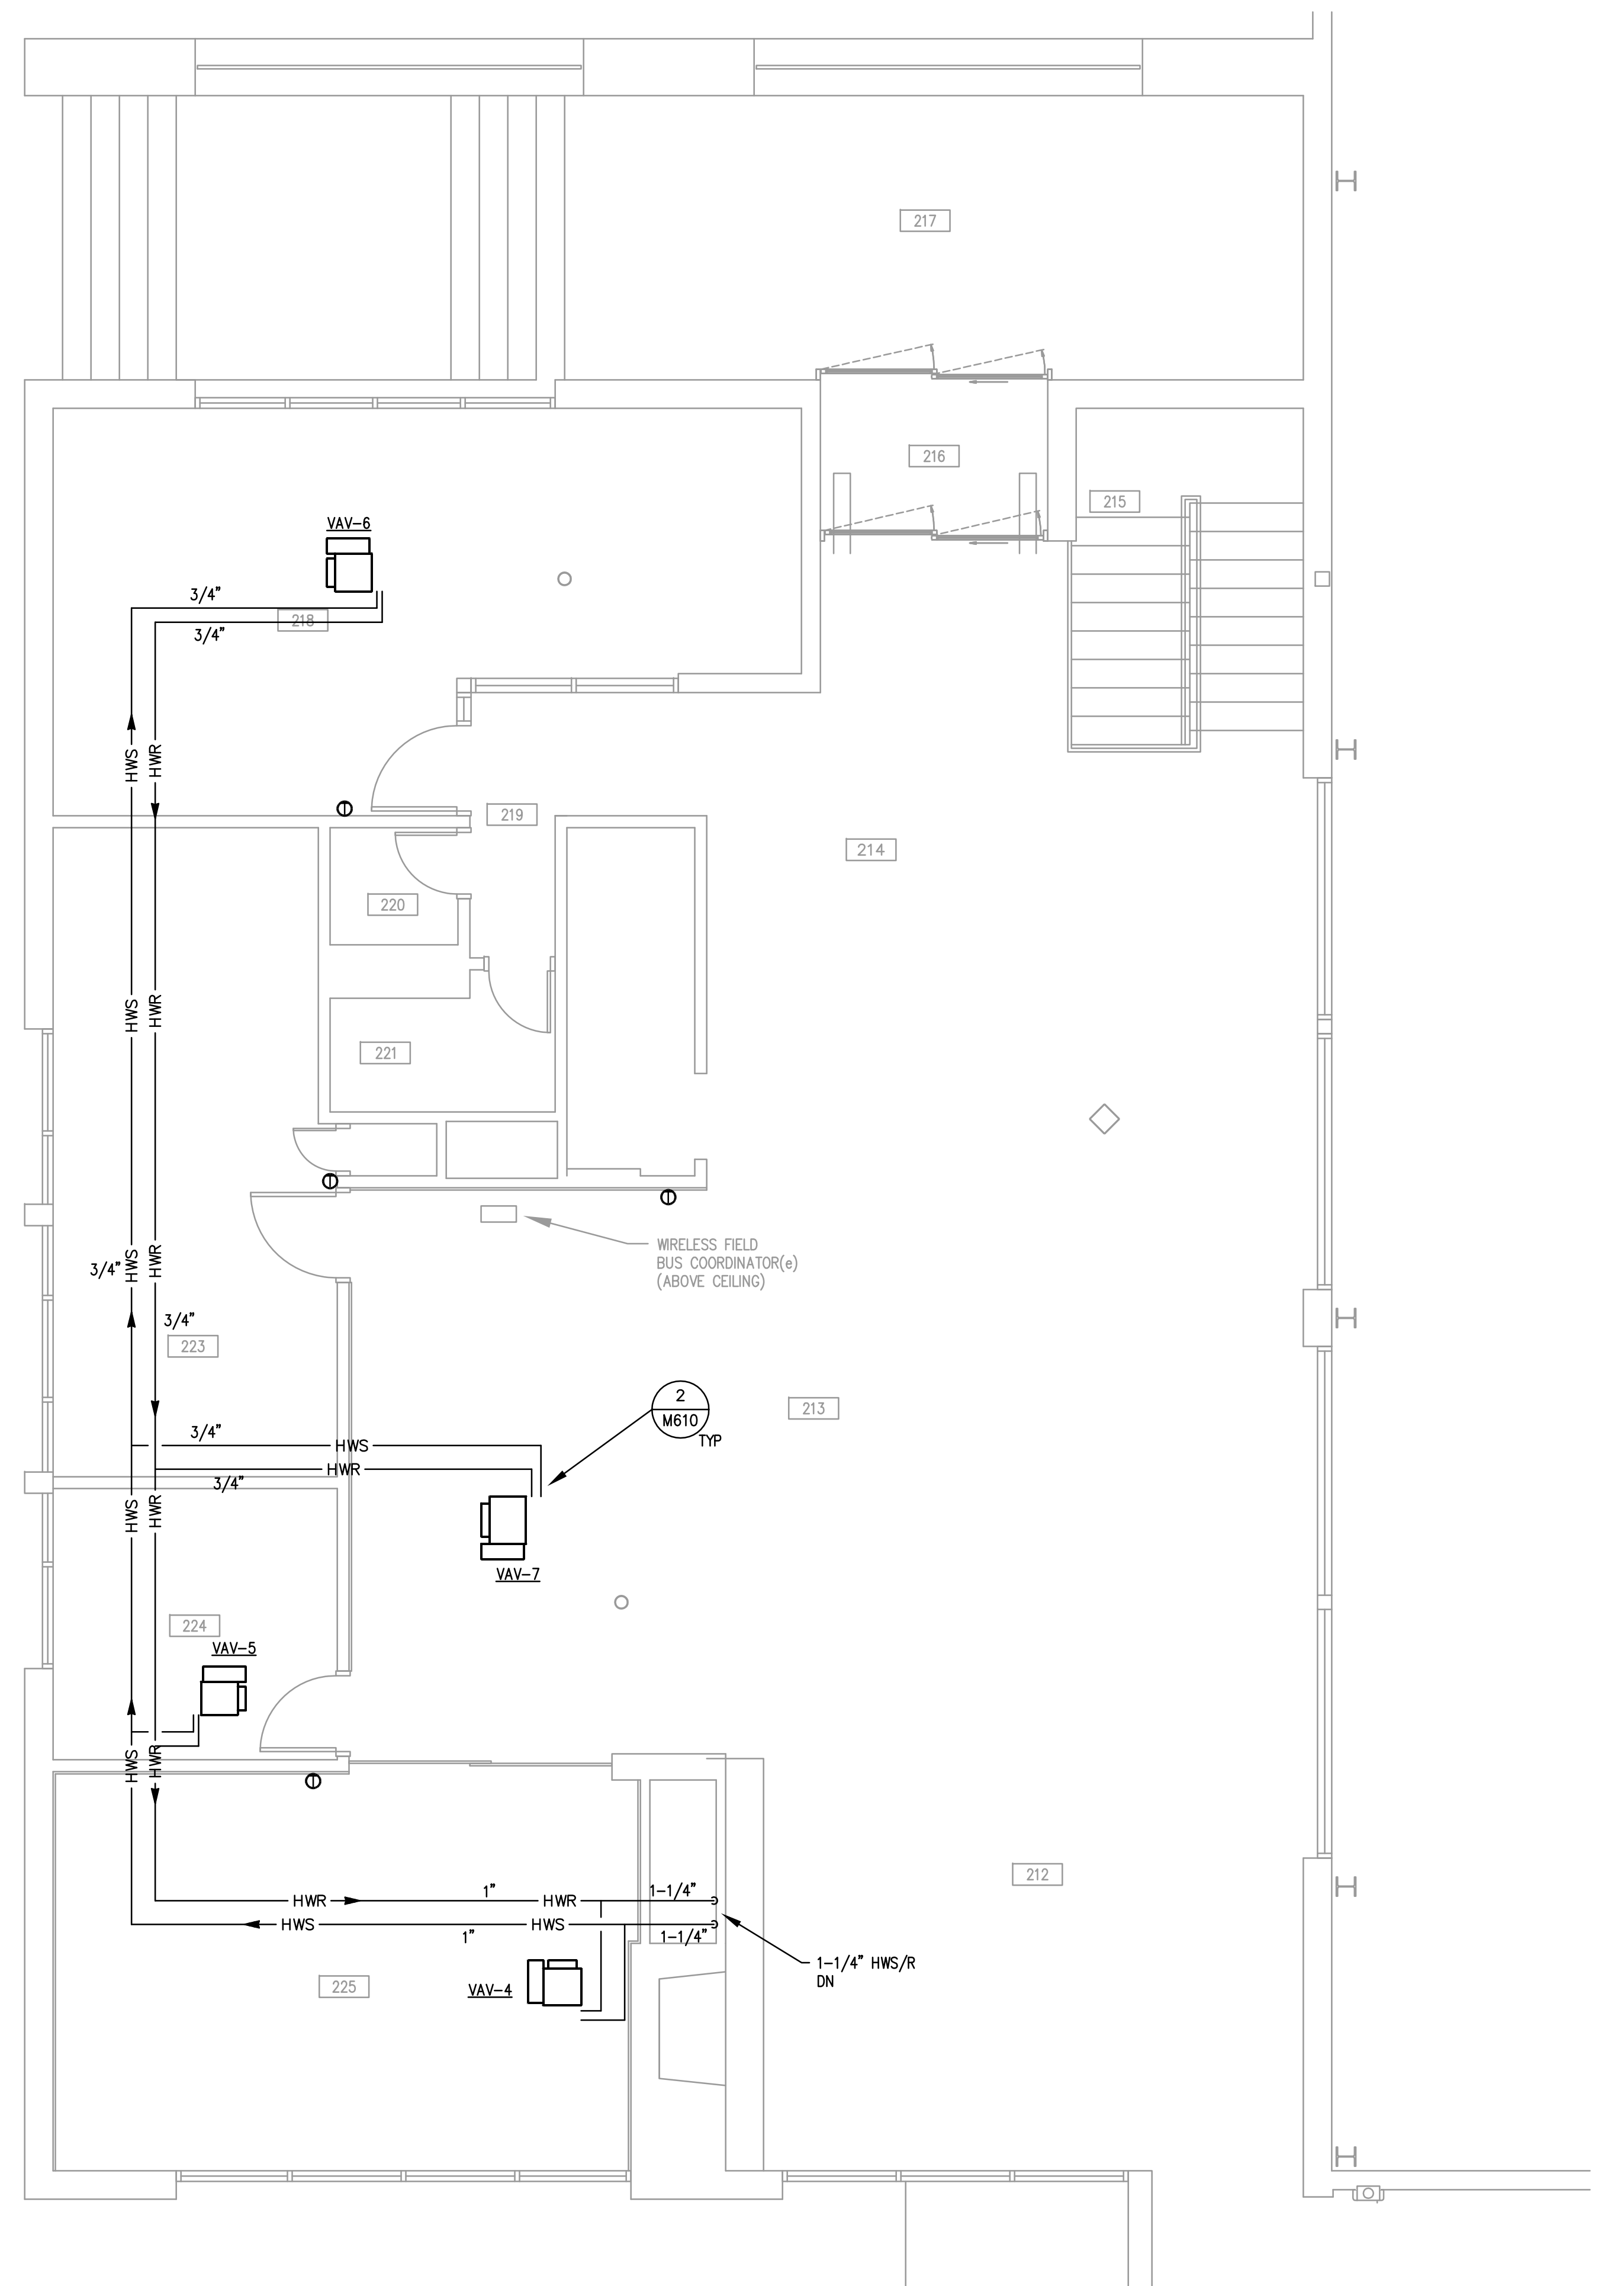 217
216
215
VAV-6
3/4"
218
3/4"
HWS
HWR
219
214
220
HWS
HWR
221
WIRELESS FIELD
BUS COORDINATOR(e)
(ABOVE CEILING)
3/4"
HWS
HWR
3/4"
223
2
M610
TYP
213
3/4"
HWS
HWR
3/4"
HWS
HWR
VAV-7
224
VAV-5
HWS
HWR
212
HWR
1"
HWR
1-1/4"
HWS
1"
HWS
1-1/4"
1-1/4" HWS/R
DN
225
VAV-4